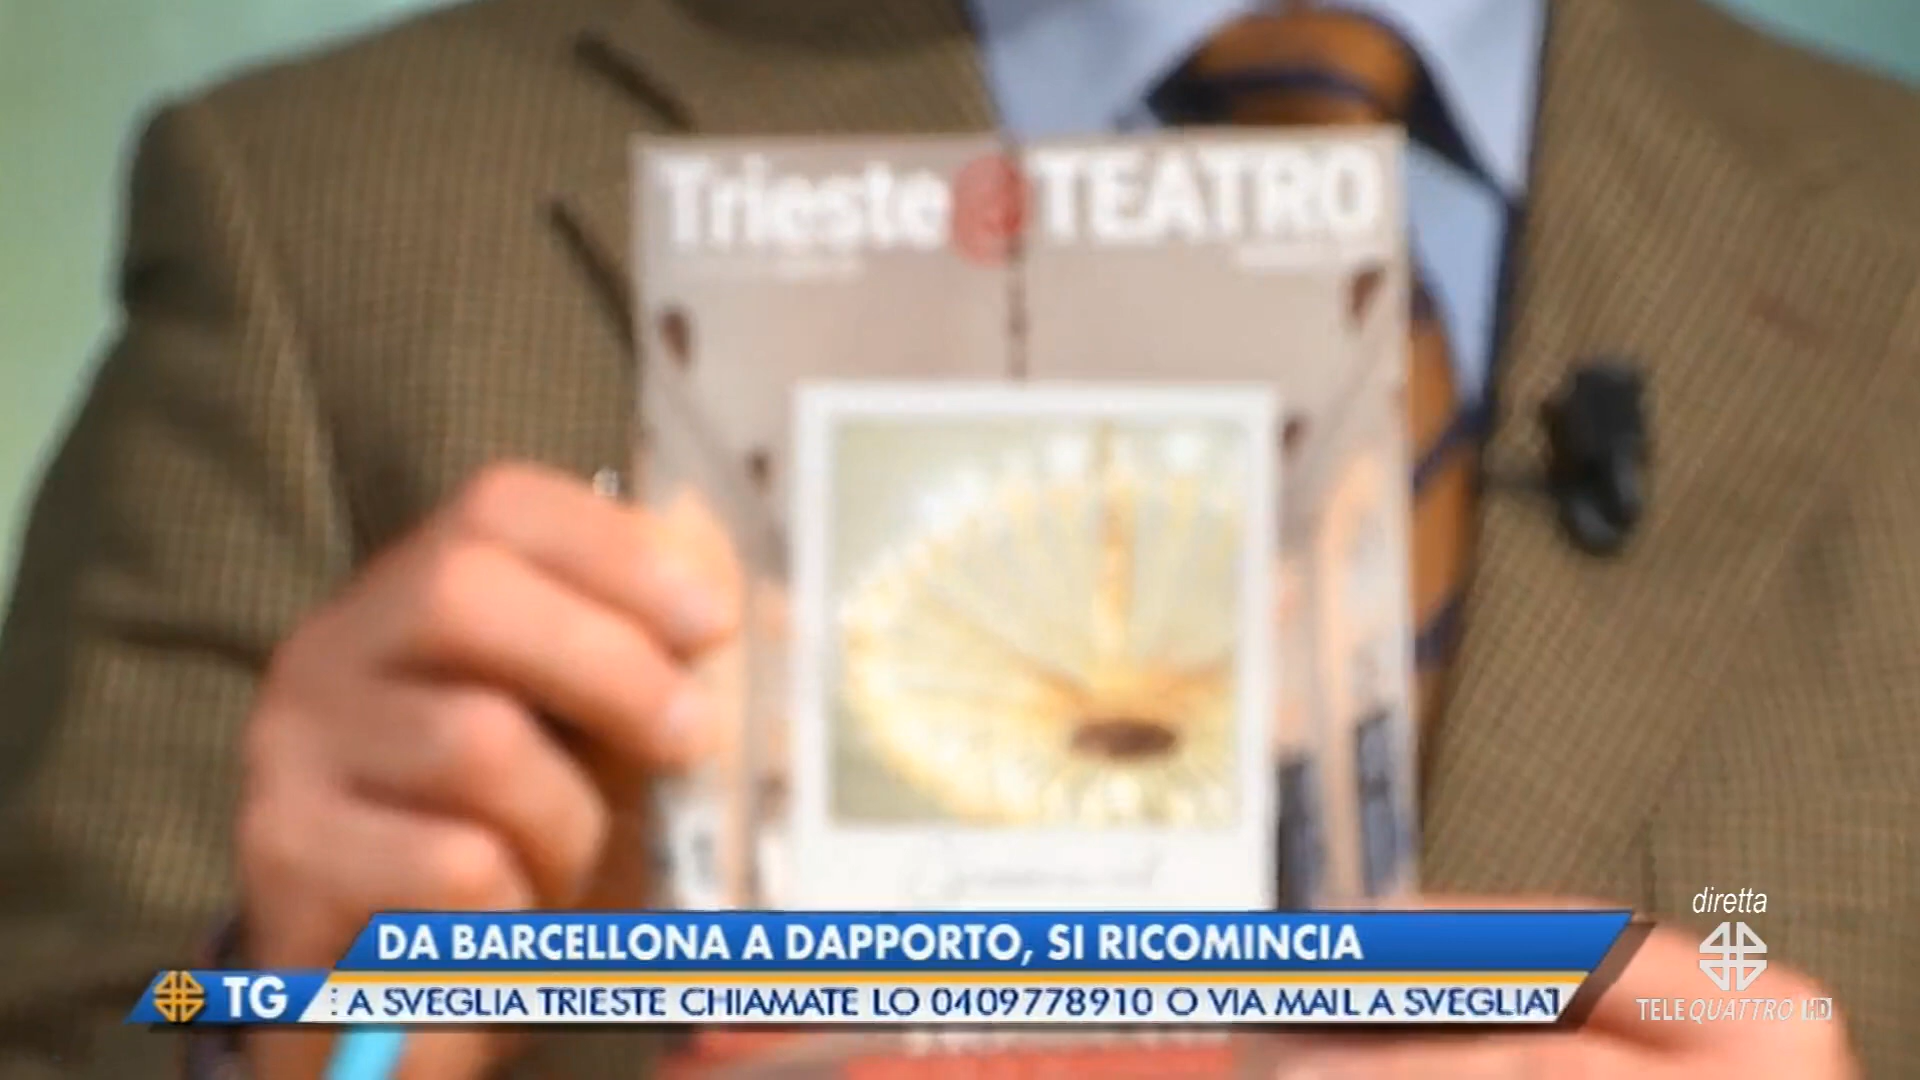 Trieste a TEATRO
DA BARCELLONA A DAPPORTO, SI RICOMINCIA
TG
: A SVEGLIA TRIESTE CHIAMATE LO 0409778910 O VIA MAIL A SVEGLIAT
diretta
TELEQUATTRO HD